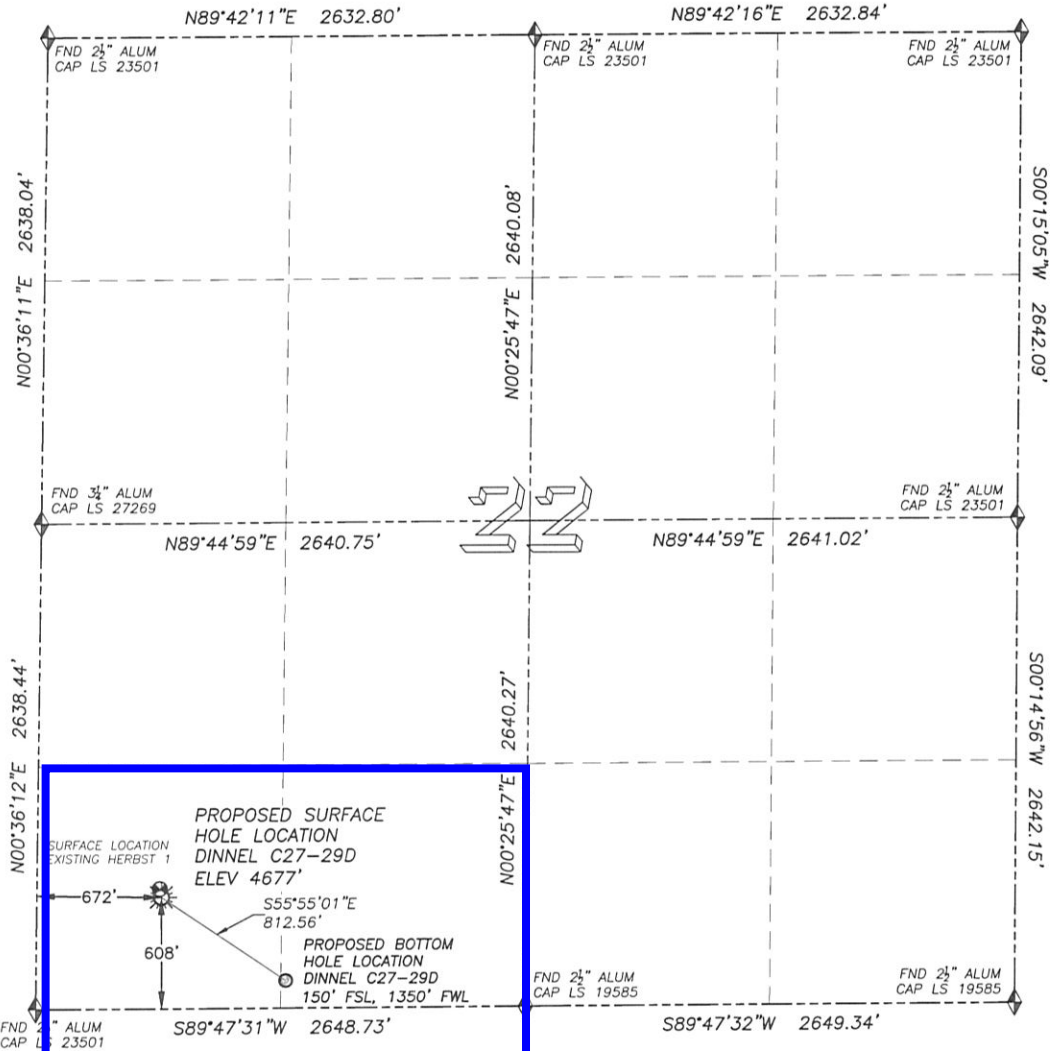 N89°42'11"E 2632.80'
N89°42'16"E 2632.84'
FND 2½" ALUM
CAP LS 23501
FND 2½" ALUM
CAP LS 23501
FND 2½" ALUM
CAP LS 23501
N00°36'11"E 2638.04'
N00°25'47"E 2640.08'
S00°15'05"W 2642.09'
FND 3¼" ALUM
CAP LS 27269
22
FND 2½" ALUM
CAP LS 23501
N89°44'59"E 2640.75'
N89°44'59"E 2641.02'
N00°36'12"E 2638.44'
N00°25'47"E 2640.27'
S00°14'56"W 2642.15'
PROPOSED SURFACE
HOLE LOCATION
DINNEL C27-29D
ELEV 4677'
SURFACE LOCATION
EXISTING HERBST 1
672'
608'
S55°55'01"E
812.56'
PROPOSED BOTTOM
HOLE LOCATION
DINNEL C27-29D
150' FSL, 1350' FWL
FND 2½" ALUM
CAP LS 19585
FND 2½" ALUM
CAP LS 19585
FND ALUM
CAP LS 23501
S89°47'31"W 2648.73'
S89°47'32"W 2649.34'